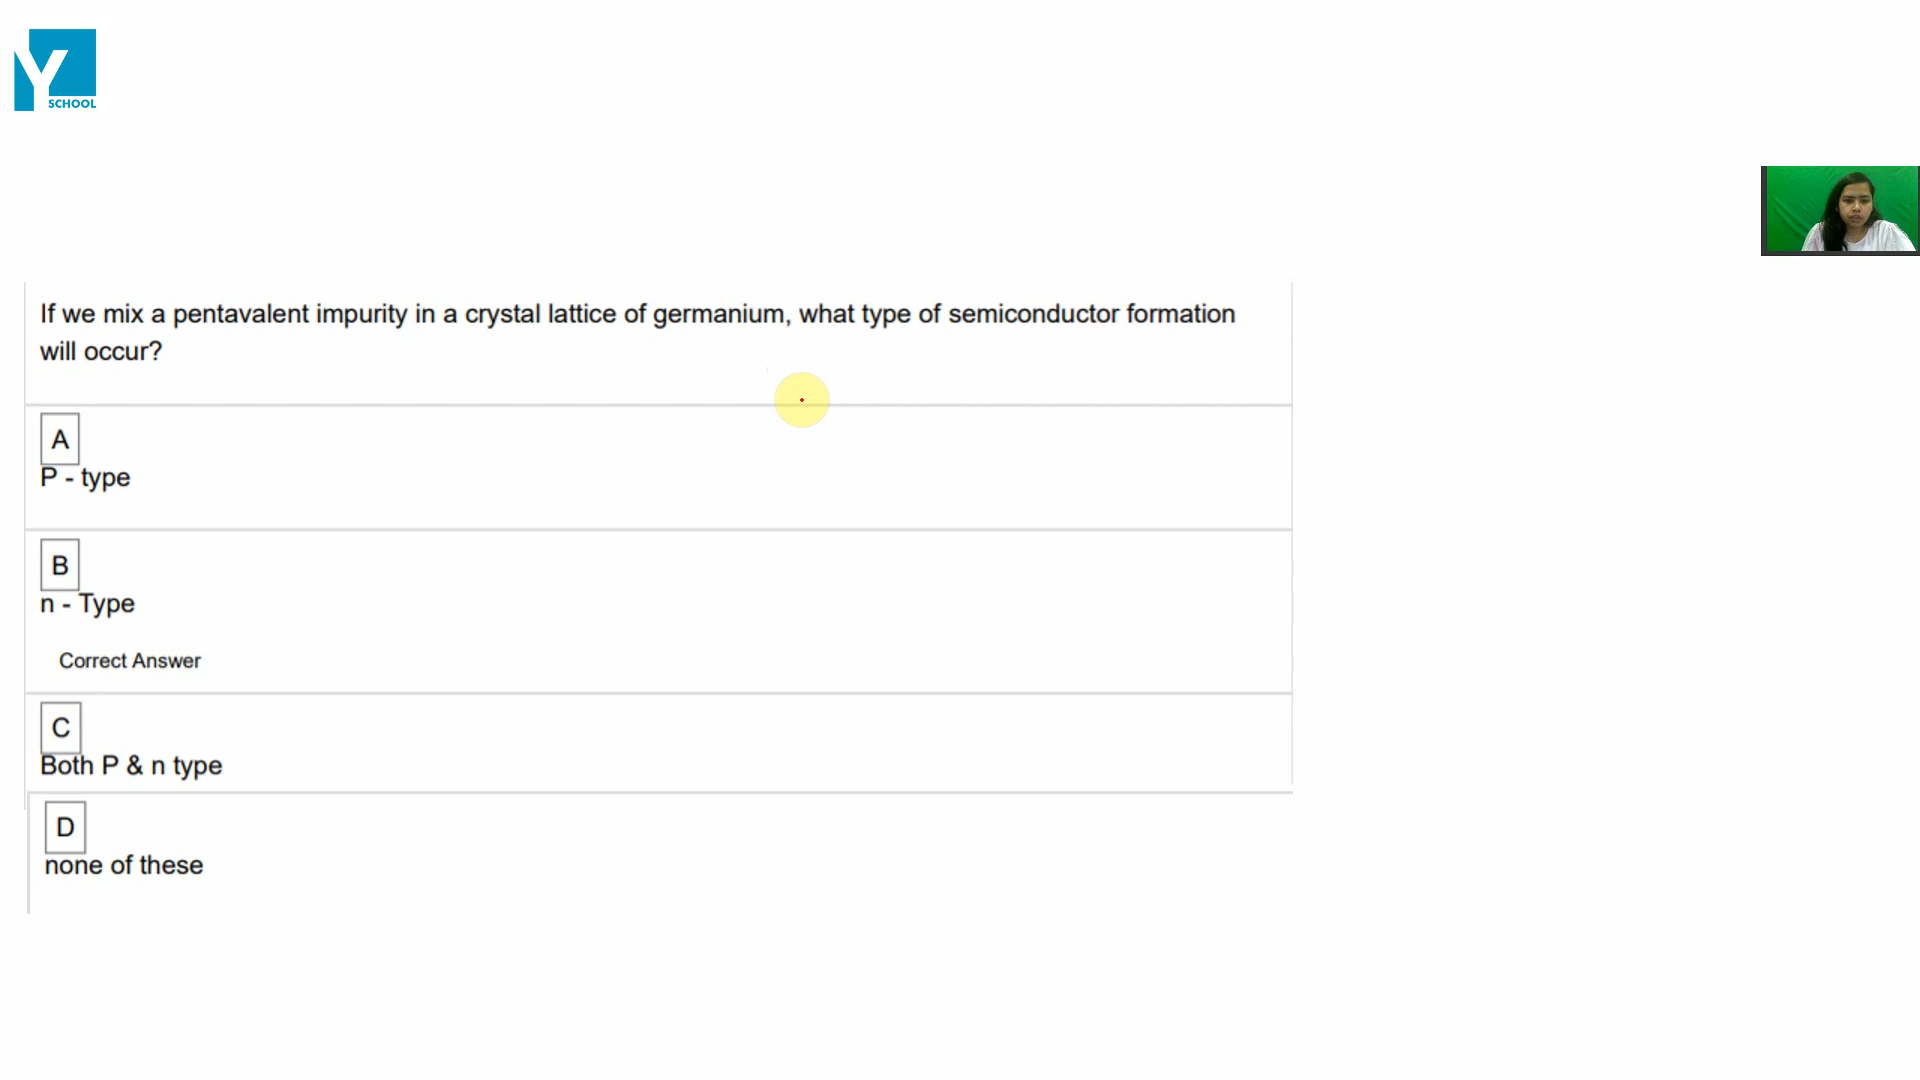 Y
SCHOOL
If we mix a pentavalent impurity in a crystal lattice of germanium, what type of semiconductor formation
will occur?
A
P - type
B
n - Type
Correct Answer
C
Both P & n type
D
none of these